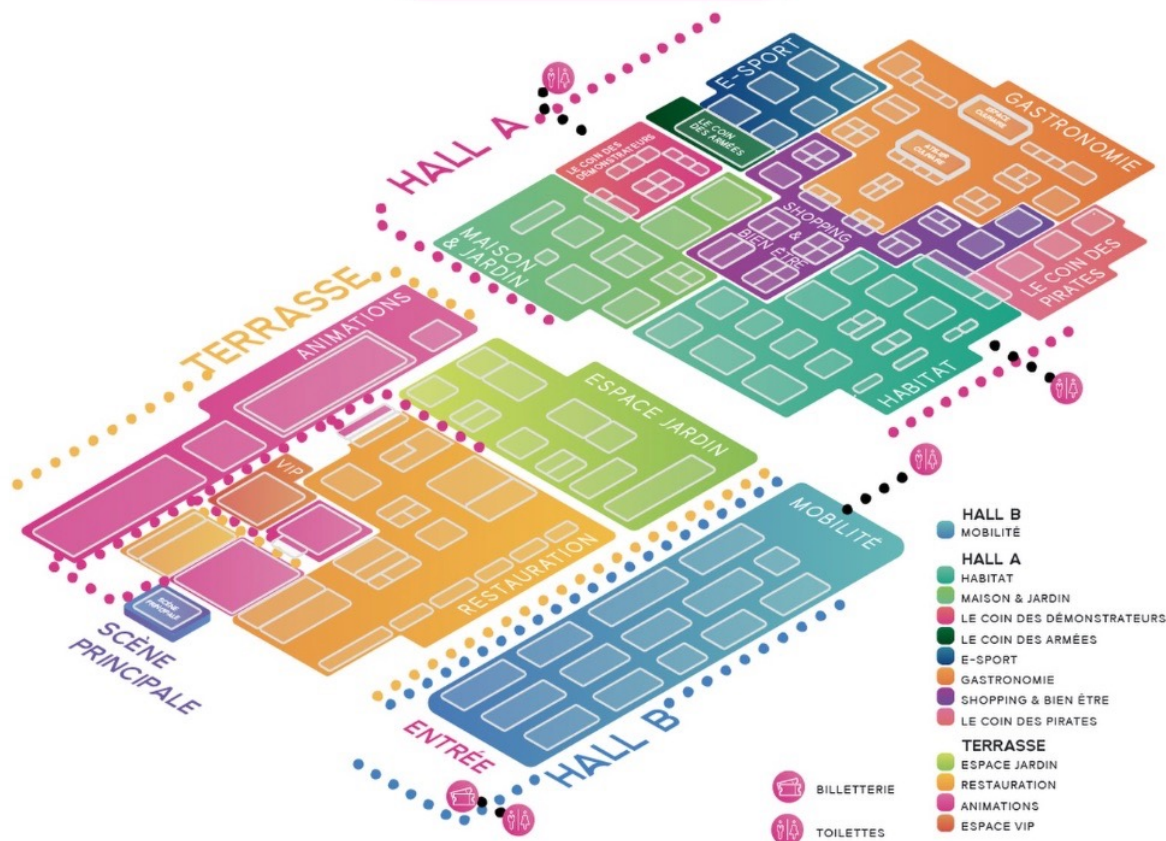 HALL A
E-SPORT
GASTRONOMIE
ESPACE
CULINAIRE
ATELIER
CULINAIRE
LE COIN
DES ARMÉES
LE COIN DES
DÉMONSTRATEURS
SHOPPING
&
BIEN ÊTRE
MAISON
& JARDIN
LE COIN DES
PIRATES
HABITAT
TERRASSE
ANIMATIONS
ESPACE JARDIN
VIP
RESTAURATION
MOBILITÉ
SCÈNE
PRINCIPALE
SCÈNE
PRINCIPALE
ENTRÉE
HALL B
BILLETTERIE
TOILETTES
HALL B
MOBILITÉ
HALL A
HABITAT
MAISON & JARDIN
LE COIN DES DÉMONSTRATEURS
LE COIN DES ARMÉES
E-SPORT
GASTRONOMIE
SHOPPING & BIEN ÊTRE
LE COIN DES PIRATES
TERRASSE
ESPACE JARDIN
RESTAURATION
ANIMATIONS
ESPACE VIP